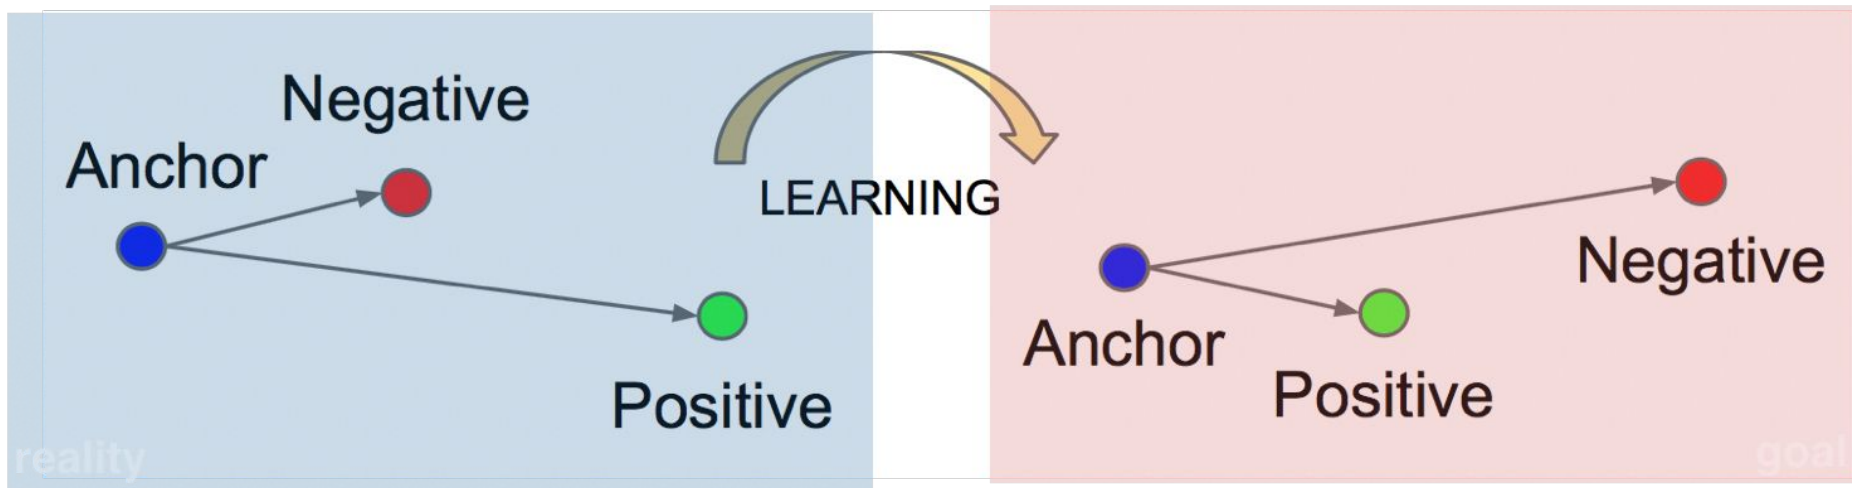 Negative
Anchor
Positive
reality
LEARNING
Negative
Anchor
Positive
goal